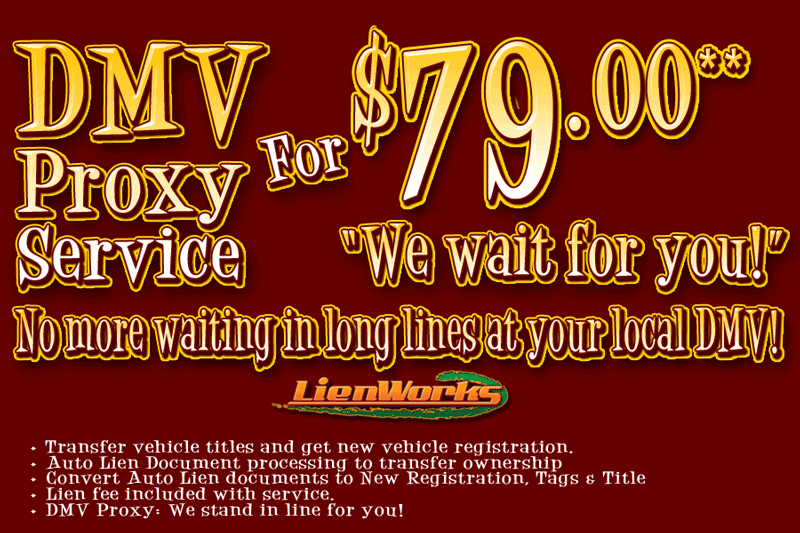 DMV
Proxy
Service
For
$79.00**
"We wait for you!"
No more waiting in long lines at your local DMV!
LienWorks
• Transfer vehicle titles and get new vehicle registration.
• Auto Lien Document processing to transfer ownership
• Convert Auto Lien documents to New Registration, Tags & Title
• Lien fee included with service.
• DMV Proxy: We stand in line for you!